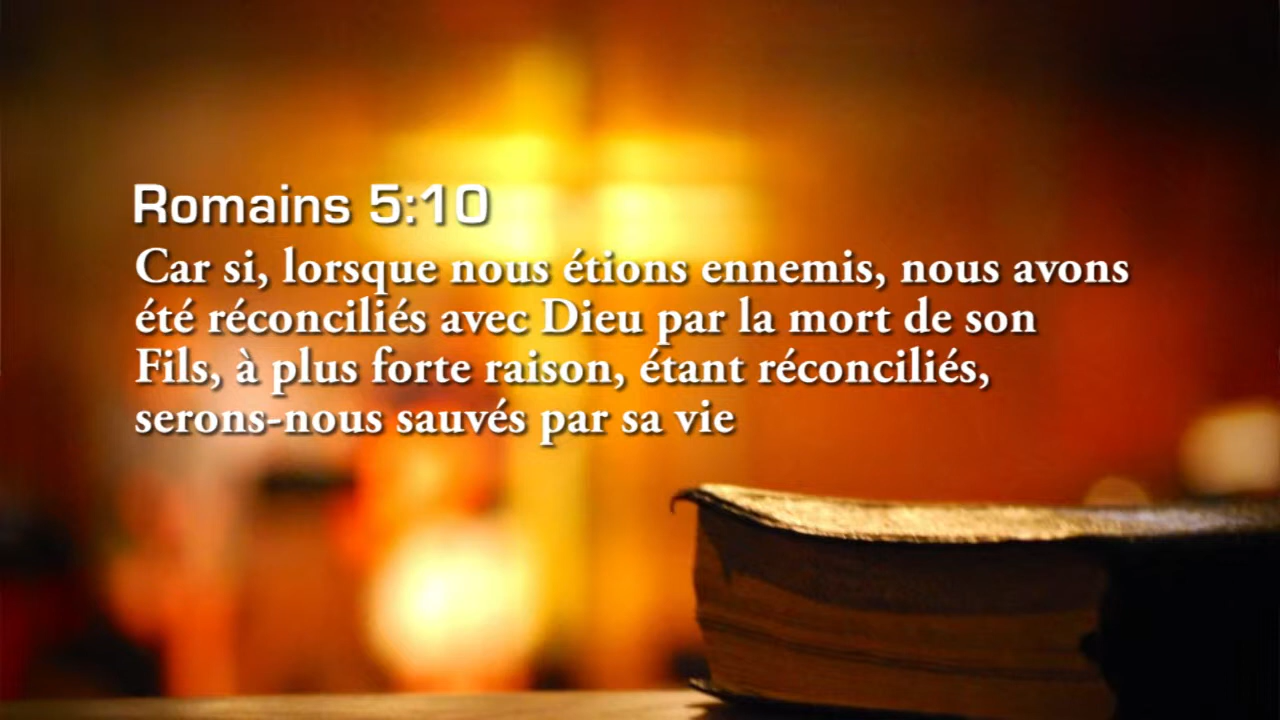 Romains 5:10
Car si, lorsque nous étions ennemis, nous avons
été réconciliés avec Dieu par la mort de son
Fils, à plus forte raison, étant réconciliés,
serons-nous sauvés par sa vie